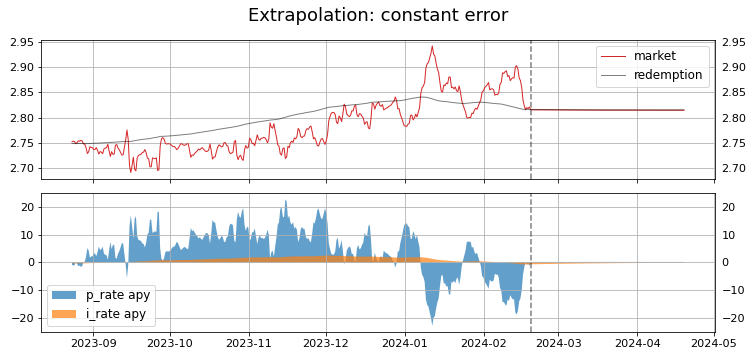 Extrapolation: constant error
2.95 2.95
2.90 2.90
2.85 2.85
2.80 2.80
2.75 2.75
2.70 2.70
market
redemption
20 20
10 10
0 0
−10 −10
−20 −20
p_rate apy
i_rate apy
2023-09 2023-10 2023-11 2023-12 2024-01 2024-02 2024-03 2024-04 2024-05